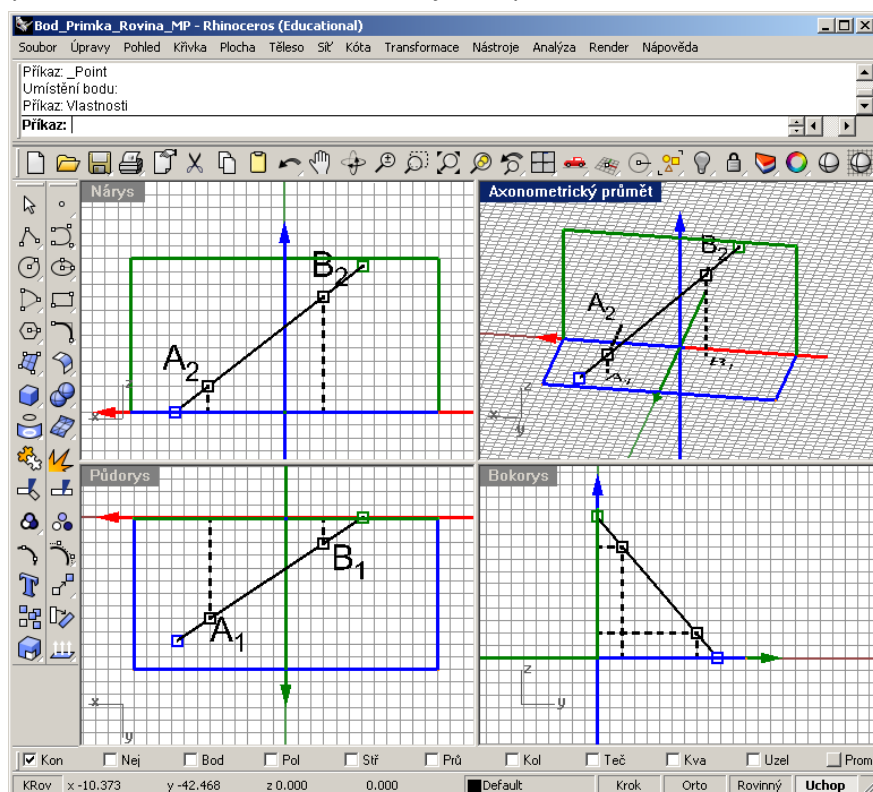 Bod_Primka_Rovina_MP - Rhinoceros (Educational)
Soubor Úpravy Pohled Křivka Plocha Těleso Síť Kóta Transformace Nástroje Analýza Render Nápověda
Příkaz: _Point
Umístění bodu:
Příkaz: Vlastnosti
Příkaz:
Nárys
B2
A2
z
x
Axonometrický průmět
B2
A2
A1
B1
z
x
y
Půdorys
B1
A1
x
y
Bokorys
z
y
Kon Nej Bod Pol Stř Prů Kol Teč Kva Uzel Prom
KRov x -10.373 y -42.468 z 0.000 0.000 Default Krok Orto Rovinný Uchop